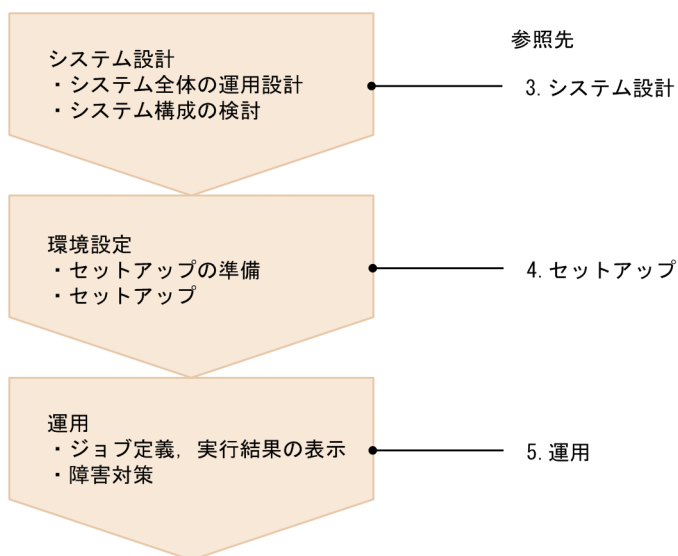 参照先
システム設計
・システム全体の運用設計
・システム構成の検討
3. システム設計
環境設定
・セットアップの準備
・セットアップ
4. セットアップ
運用
・ジョブ定義, 実行結果の表示
・障害対策
5. 運用